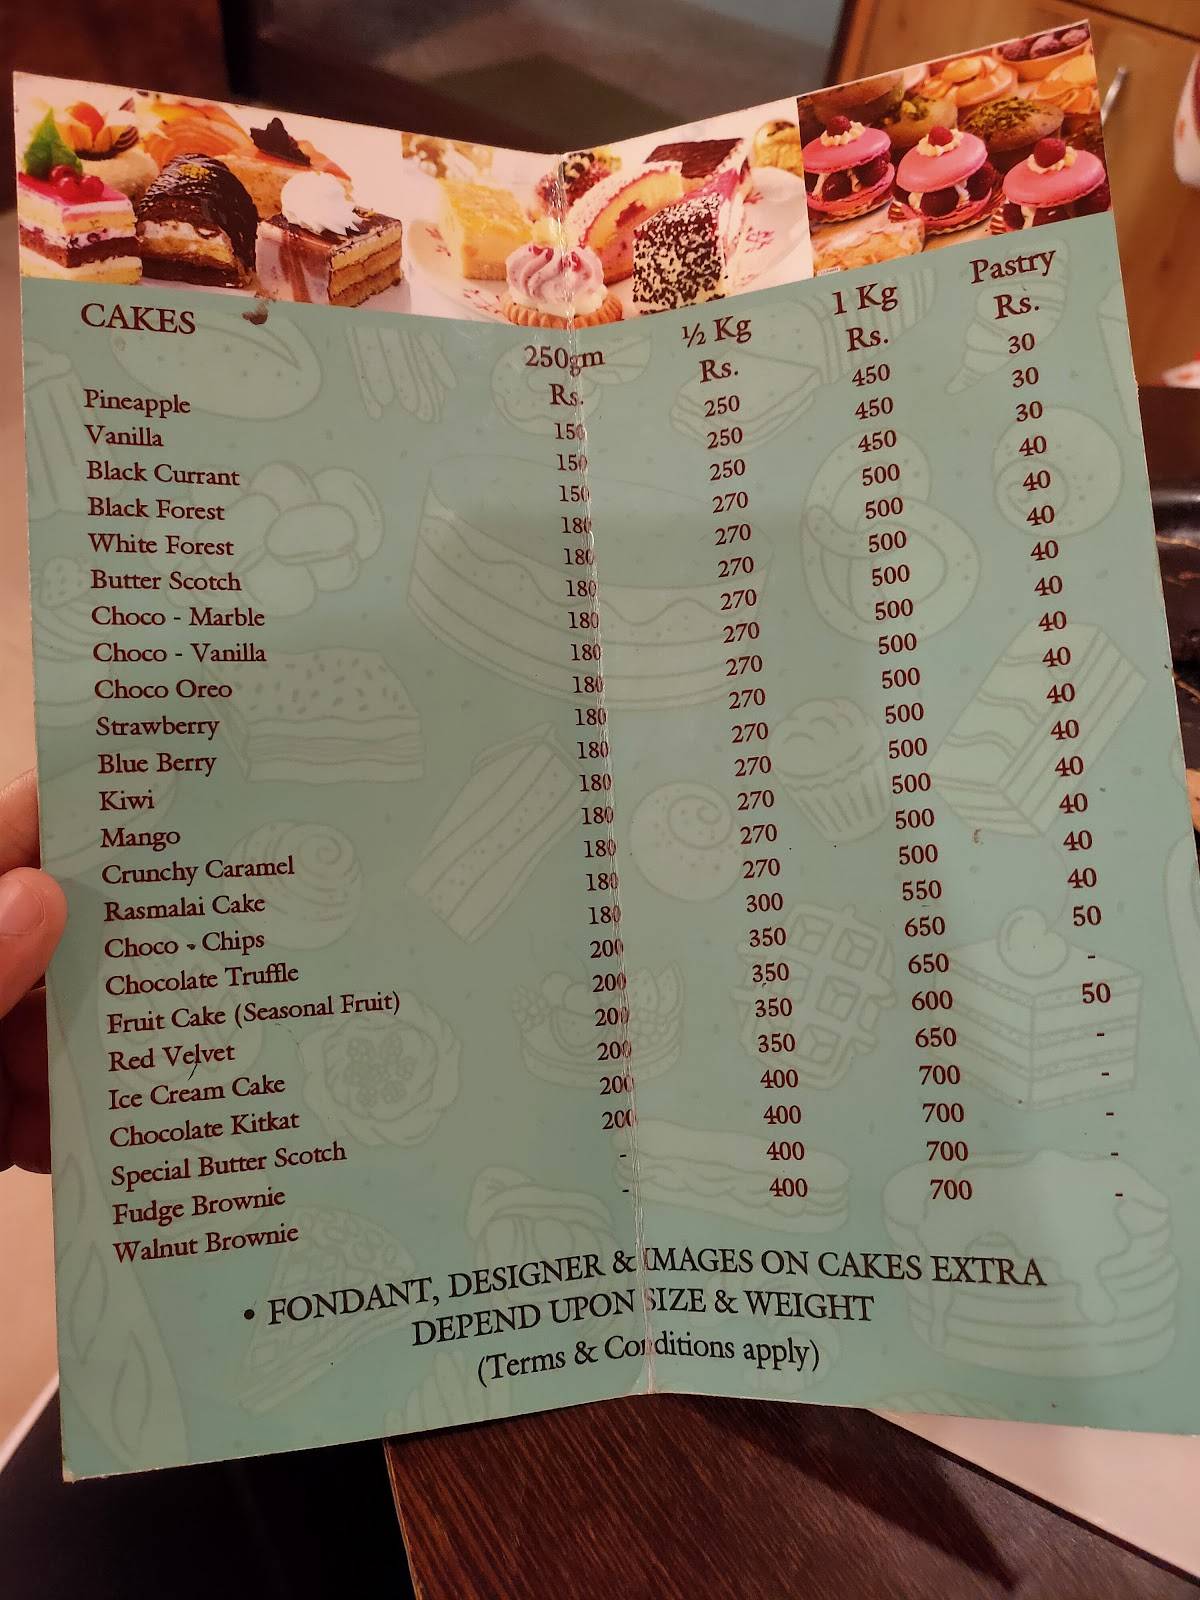 CAKES 250gm ½ Kg 1 Kg Pastry
Rs. Rs. Rs. Rs.
Pineapple 150 250 450 30
Vanilla 150 250 450 30
Black Currant 150 250 450 30
Black Forest 180 270 500 40
White Forest 180 270 500 40
Butter Scotch 180 270 500 40
Choco - Marble 180 270 500 40
Choco - Vanilla 180 270 500 40
Choco Oreo 180 270 500 40
Strawberry 180 270 500 40
Blue Berry 180 270 500 40
Kiwi 180 270 500 40
Mango 180 270 500 40
Crunchy Caramel 180 270 500 40
Rasmalai Cake 180 270 500 40
Choco - Chips 180 300 550 40
Chocolate Truffle 200 350 650 50
Fruit Cake (Seasonal Fruit) 200 350 650 -
Red Velvet 200 350 600 50
Ice Cream Cake 200 350 650 -
Chocolate Kitkat 200 400 700 -
Special Butter Scotch 200 400 700 -
Fudge Brownie - 400 700 -
Walnut Brownie - 400 700 -
• FONDANT, DESIGNER & IMAGES ON CAKES EXTRA
DEPEND UPON SIZE & WEIGHT
(Terms & Conditions apply)